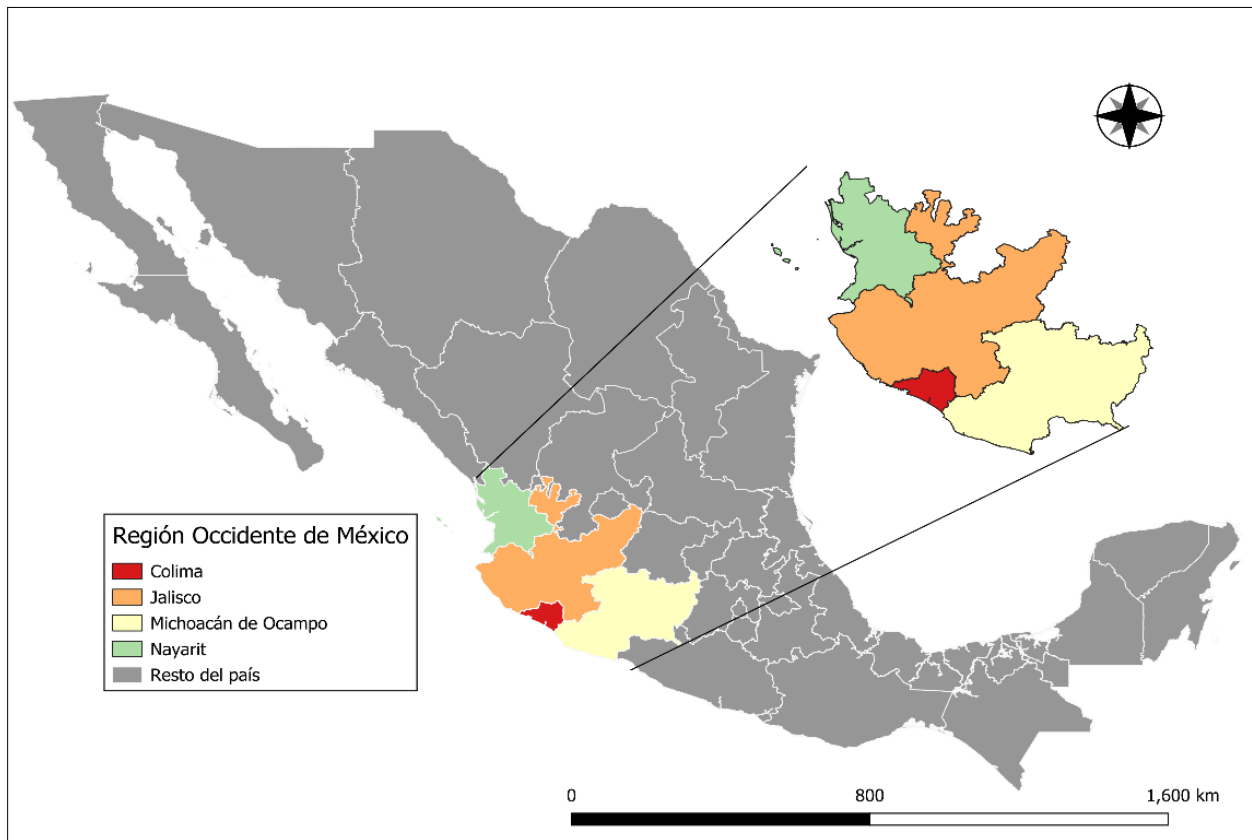 Región Occidente de México
Colima
Jalisco
Michoacán de Ocampo
Nayarit
Resto del país
0 800 1,600 km